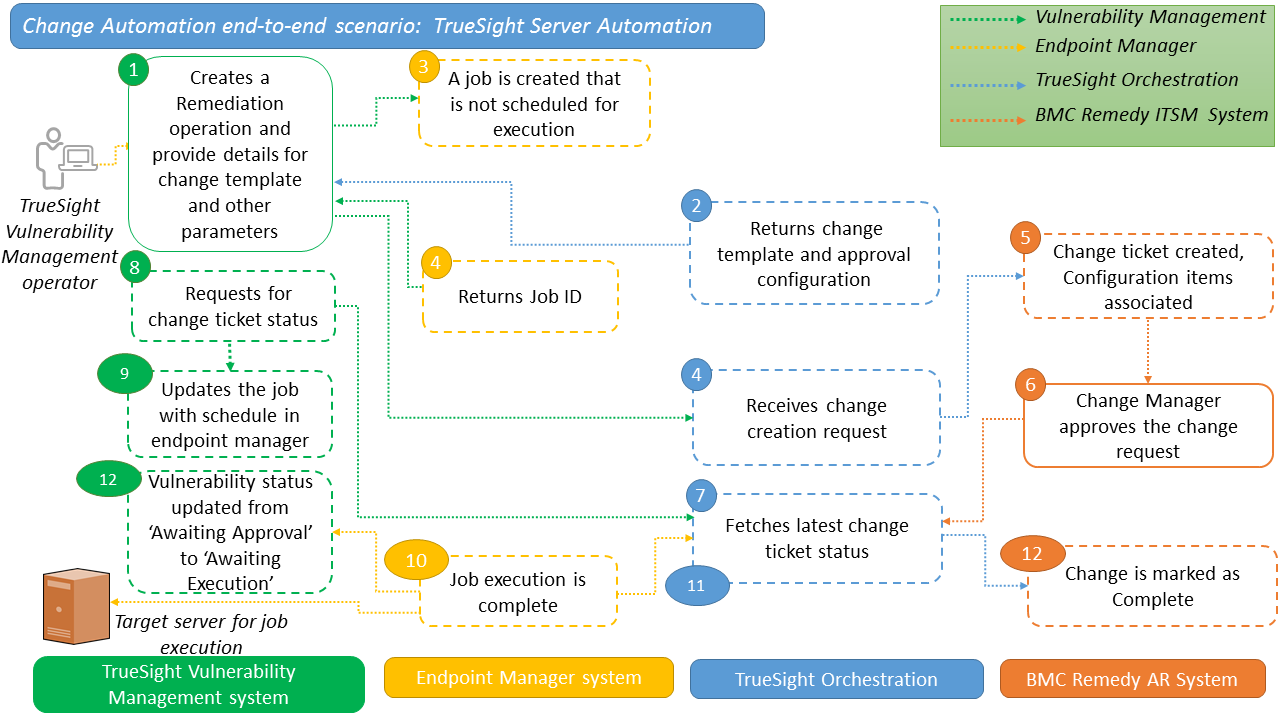 Change Automation end-to-end scenario:  TrueSight Server Automation
Vulnerability Management
Endpoint Manager
TrueSight Orchestration
BMC Remedy ITSM  System
TrueSight
Vulnerability
Management
operator
1
Creates a
Remediation
operation and
provide details for
change template
and other
parameters
3
A job is created that
is not scheduled for
execution
2
Returns change
template and approval
configuration
4
Returns Job ID
5
Change ticket created,
Configuration items
associated
8
Requests for
change ticket status
9
Updates the job
with schedule in
endpoint manager
4
Receives change
creation request
6
Change Manager
approves the change
request
12
Vulnerability status
updated from
‘Awaiting Approval’
to ‘Awaiting
Execution’
7
Fetches latest change
ticket status
11
10
Job execution is
complete
12
Change is marked as
Complete
Target server for job
execution
TrueSight Vulnerability
Management system
Endpoint Manager system
TrueSight Orchestration
BMC Remedy AR System